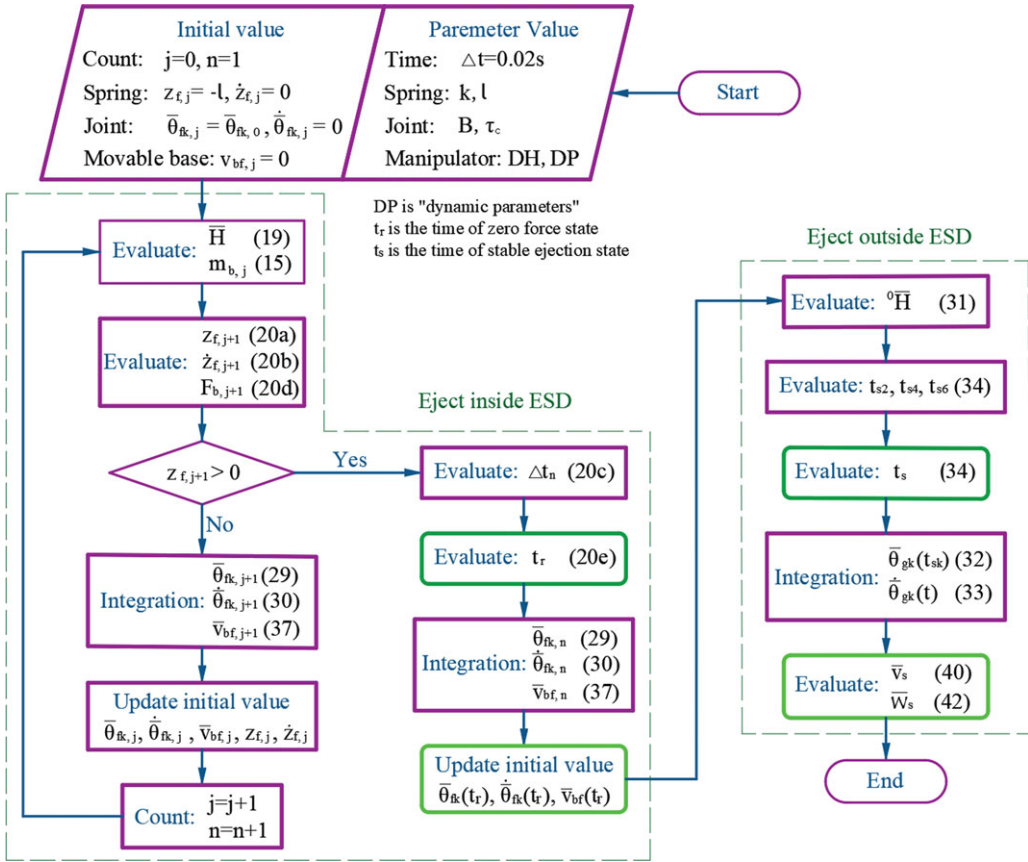 Initial value
Count: j=0, n=1
Spring: z_{f,j}= -l, ż_{f,j}= 0
Joint: θ̅_{fk,j}= θ̅_{fk,0}, θ̅̇_{fk,j}= 0
Movable base: v_{bf,j}= 0
Paremeter Value
Time: △t=0.02s
Spring: k, l
Joint: B, τ_c
Manipulator: DH, DP
Start
DP is "dynamic parameters"
t_r is the time of zero force state
t_s is the time of stable ejection state
Evaluate: H̅ (19)
m_{b,j} (15)
Evaluate: z_{f,j+1} (20a)
ż_{f,j+1} (20b)
F_{b,j+1} (20d)
Eject inside ESD
z_{f,j+1}> 0
Yes
No
Integration: θ̅_{fk,j+1} (29)
θ̅̇_{fk,j+1} (30)
v̅_{bf,j+1} (37)
Update initial value
θ̅_{fk,j}, θ̅̇_{fk,j}, v̅_{bf,j}, z_{f,j}, ż_{f,j}
Count: j=j+1
n=n+1
Evaluate: △t_n (20c)
Evaluate: t_r (20e)
Integration: θ̅_{fk,n} (29)
θ̅̇_{fk,n} (30)
v̅_{bf,n} (37)
Update initial value
θ̅_{fk}(t_r), θ̅̇_{fk}(t_r), v̅_{bf}(t_r)
Eject outside ESD
Evaluate: ⁰H̅ (31)
Evaluate: t_{s2}, t_{s4}, t_{s6} (34)
Evaluate: t_s (34)
Integration: θ̅_{gk}(t_{sk}) (32)
θ̅̇_{gk}(t) (33)
Evaluate: v̅_s (40)
W̅_s (42)
End